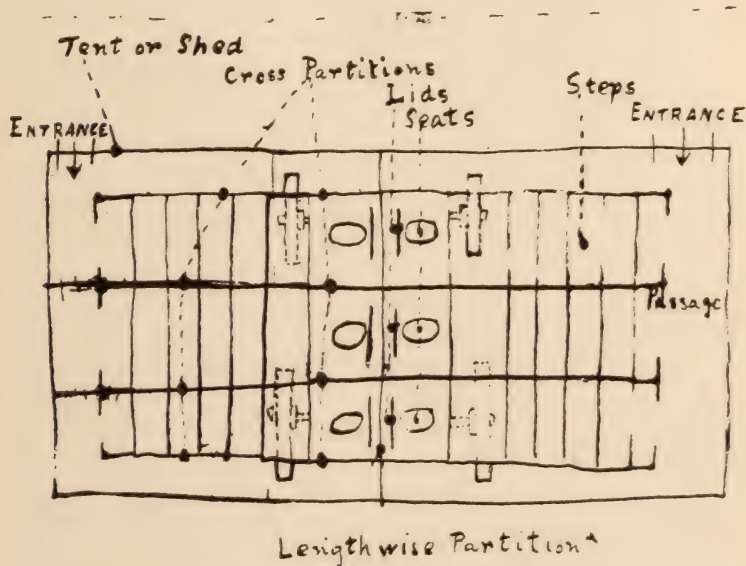 Tent or Shed
Cross Partitions
Lids
Seats
Steps
ENTRANCE
ENTRANCE
Passage
Lengthwise Partition